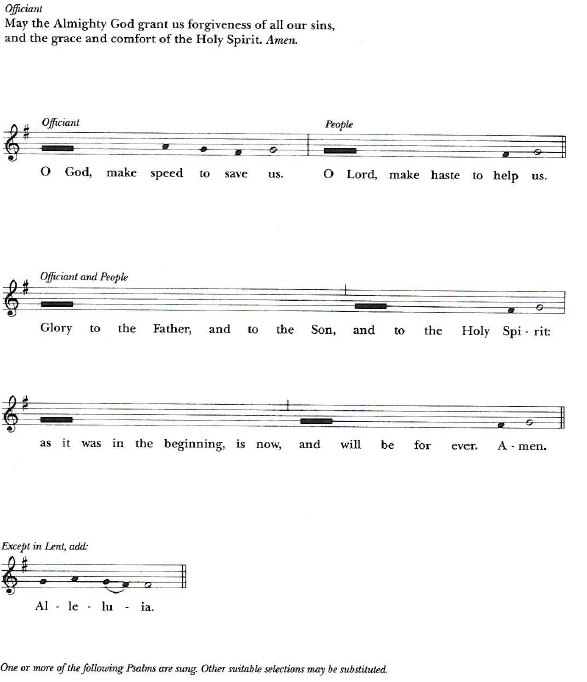 Officiant
May the Almighty God grant us forgiveness of all our sins,
and the grace and comfort of the Holy Spirit. Amen.
Officiant
People
O God, make speed to save us. O Lord, make haste to help us.
Officiant and People
Glory to the Father, and to the Son, and to the Holy Spi - rit:
as it was in the beginning, is now, and will be for ever. A - men.
Except in Lent, add:
Al - le - lu - ia.
One or more of the following Psalms are sung. Other suitable selections may be substituted.